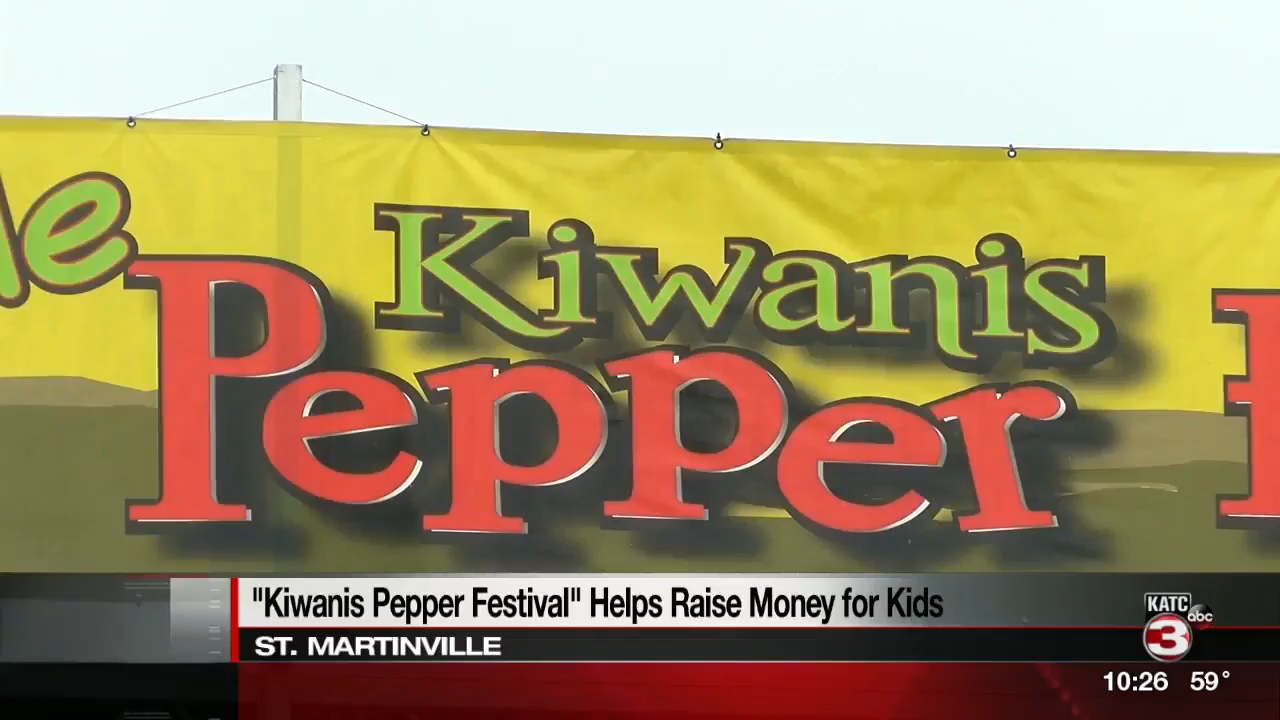 Kiwanis
Pepper
"Kiwanis Pepper Festival" Helps Raise Money for Kids
ST. MARTINVILLE
KATC
abc
3
10:26 59°